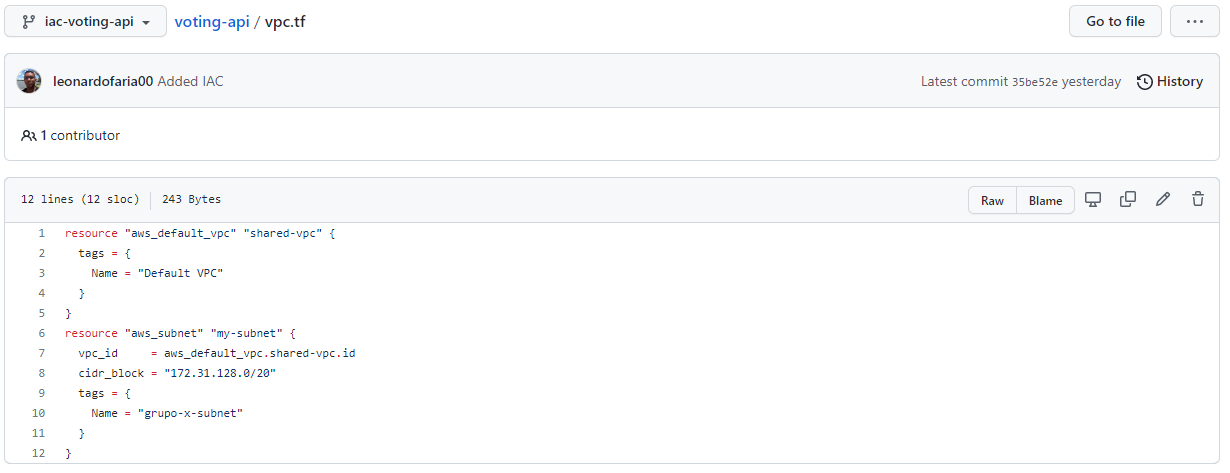 iac-voting-api voting-api / vpc.tf Go to file ...
leonardofaria00 Added IAC Latest commit 35be52e yesterday History
1 contributor
12 lines (12 sloc) 243 Bytes Raw Blame
1 resource "aws_default_vpc" "shared-vpc" {
2   tags = {
3     Name = "Default VPC"
4   }
5 }
6 resource "aws_subnet" "my-subnet" {
7   vpc_id     = aws_default_vpc.shared-vpc.id
8   cidr_block = "172.31.128.0/20"
9   tags = {
10     Name = "grupo-x-subnet"
11   }
12 }